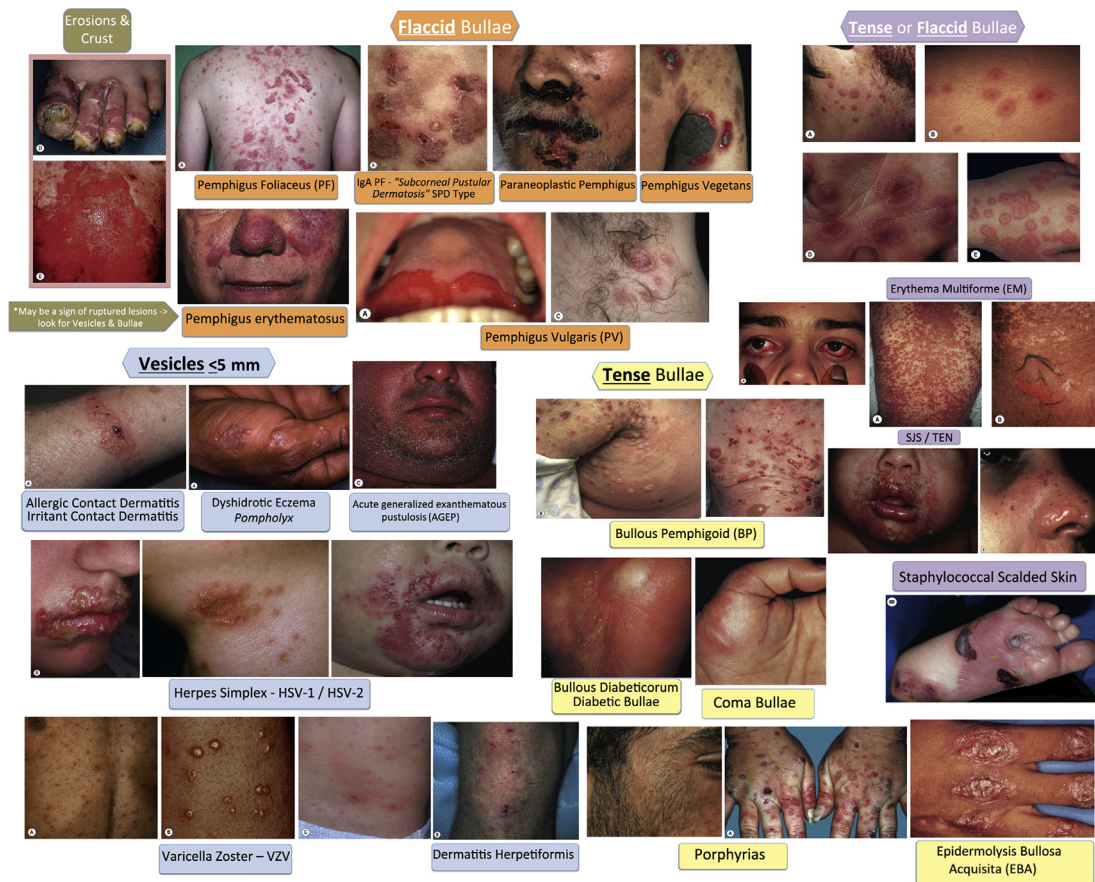 Erosions &
Crust
Flaccid Bullae
Tense or Flaccid Bullae
D
E
A
A
A
B
D
E
Pemphigus Foliaceus (PF)
IgA PF - "Subcorneal Pustular
Dermatosis" SPD Type
Paraneoplastic Pemphigus
Pemphigus Vegetans
*May be a sign of ruptured lesions ->
look for Vesicles & Bullae
Pemphigus erythematosus
A
C
Pemphigus Vulgaris (PV)
Erythema Multiforme (EM)
A
A
B
SJS / TEN
Vesicles <5 mm
Tense Bullae
A
A
C
Allergic Contact Dermatitis
Irritant Contact Dermatitis
Dyshidrotic Eczema
Pompholyx
Acute generalized exanthematous
pustulosis (AGEP)
Bullous Pemphigoid (BP)
Staphylococcal Scalded Skin
Herpes Simplex - HSV-1 / HSV-2
Bullous Diabeticorum
Diabetic Bullae
Coma Bullae
A
B
C
A
Varicella Zoster – VZV
Dermatitis Herpetiformis
Porphyrias
Epidermolysis Bullosa
Acquisita (EBA)